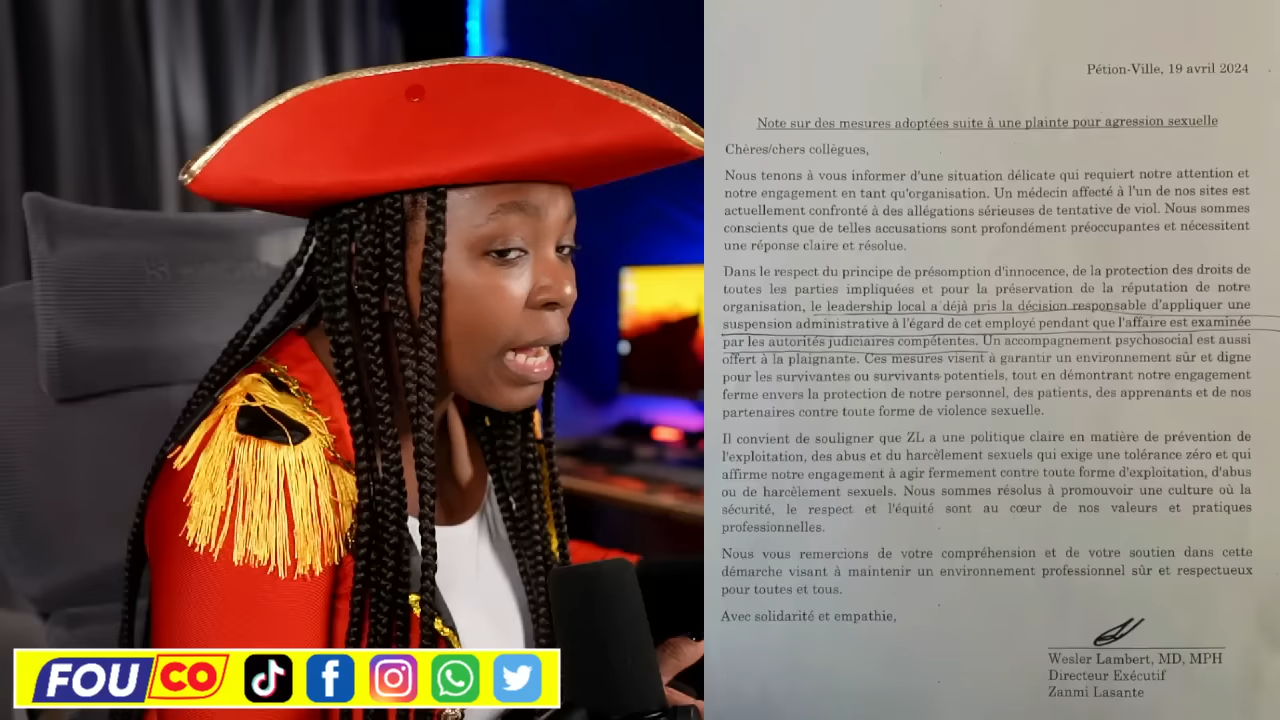 FOUCO
Pétion-Ville, 19 avril 2024
Note sur des mesures adoptées suite à une plainte pour agression sexuelle
Chères/chers collègues,
Nous tenons à vous informer d'une situation délicate qui requiert notre attention et
notre engagement en tant qu'organisation. Un médecin affecté à l'un de nos sites est
actuellement confronté à des allégations sérieuses de tentative de viol. Nous sommes
conscients que de telles accusations sont profondément préoccupantes et nécessitent
une réponse claire et résolue.
Dans le respect du principe de présomption d'innocence, de la protection des droits de
toutes les parties impliquées et pour la préservation de la réputation de notre
organisation, le leadership local a déjà pris la décision responsable d'appliquer une
suspension administrative à l'égard de cet employé pendant que l'affaire est examinée
par les autorités judiciaires compétentes. Un accompagnement psychosocial est aussi
offert à la plaignante. Ces mesures visent à garantir un environnement sûr et digne
pour les survivantes ou survivants potentiels, tout en démontrant notre engagement
ferme envers la protection de notre personnel, des patients, des apprenants et de nos
partenaires contre toute forme de violence sexuelle.
Il convient de souligner que ZL a une politique claire en matière de prévention de
l'exploitation, des abus et du harcèlement sexuels qui exige une tolérance zéro et qui
affirme notre engagement à agir fermement contre toute forme d'exploitation, d'abus
ou de harcèlement sexuels. Nous sommes résolus à promouvoir une culture où la
sécurité, le respect et l'équité sont au cœur de nos valeurs et pratiques
professionnelles.
Nous vous remercions de votre compréhension et de votre soutien dans cette
démarche visant à maintenir un environnement professionnel sûr et respectueux
pour toutes et tous.
Avec solidarité et empathie,
Wesler Lambert, MD, MPH
Directeur Exécutif
Zanmi Lasante